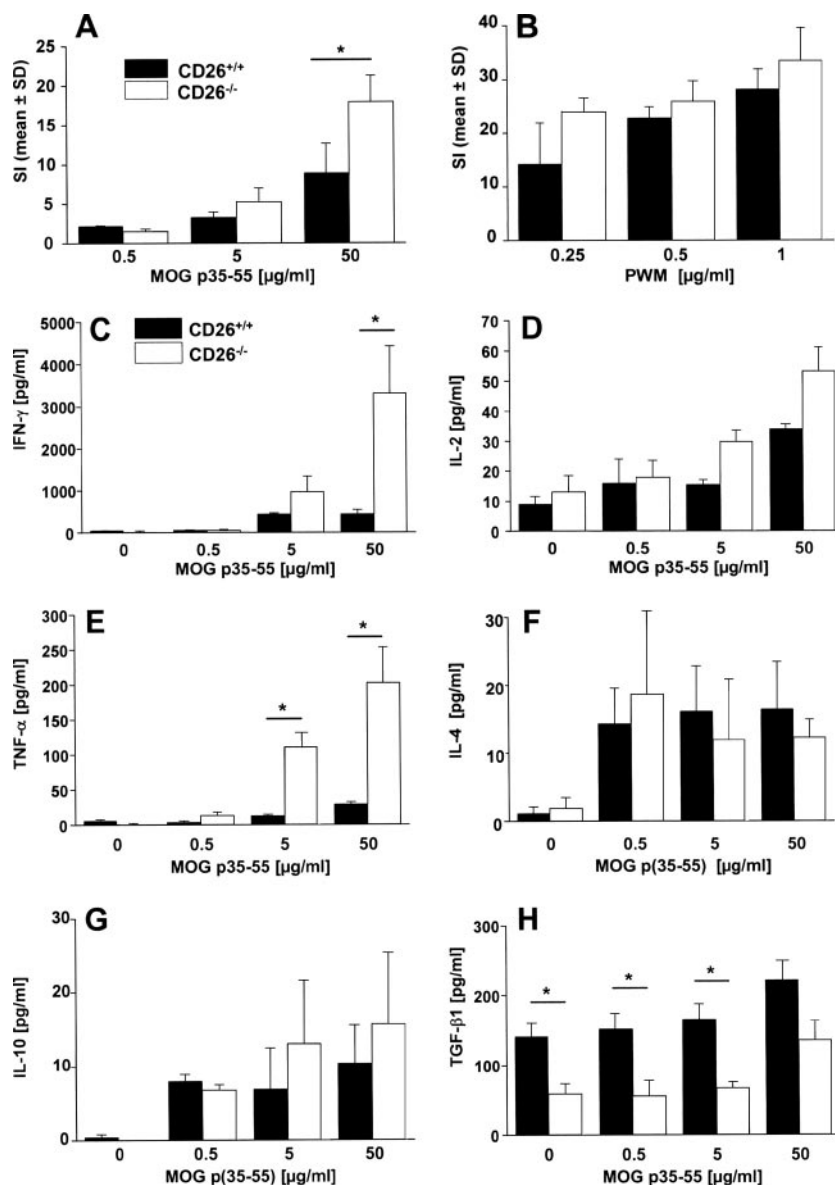 A
SI (mean ± SD)
25
20
15
10
5
0
CD26+/+
CD26-/-
*
0.5 5 50
MOG p35-55 [µg/ml]
B
SI (mean ± SD)
40
30
20
10
0
0.25 0.5 1
PWM [µg/ml]
C
IFN-γ [pg/ml]
5000
4000
3000
2000
1000
0
CD26+/+
CD26-/-
*
0 0.5 5 50
MOG p35-55 [µg/ml]
D
IL-2 [pg/ml]
70
60
50
40
30
20
10
0
0 0.5 5 50
MOG p35-55 [µg/ml]
E
TNF-α [pg/ml]
300
250
200
150
100
50
0
*
*
0 0.5 5 50
MOG p35-55 [µg/ml]
F
IL-4 [pg/ml]
30
20
10
0
0 0.5 5 50
MOG p(35-55) [µg/ml]
G
IL-10 [pg/ml]
30
20
10
0
0 0.5 5 50
MOG p(35-55) [µg/ml]
H
TGF-β1 [pg/ml]
300
200
100
0
*
*
*
0 0.5 5 50
MOG p35-55 [µg/ml]